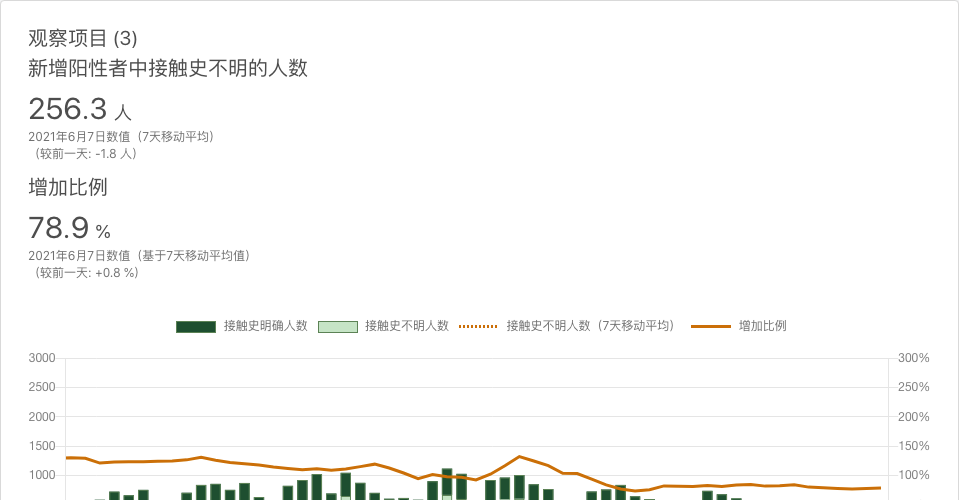 观察项目 (3)
新增阳性者中接触史不明的人数
256.3 人
2021年6月7日数值（7天移动平均）
（较前一天: -1.8 人）
增加比例
78.9 %
2021年6月7日数值（基于7天移动平均值）
（较前一天: +0.8 %）
接触史明确人数 接触史不明人数 接触史不明人数（7天移动平均） 增加比例
3000 300%
2500 250%
2000 200%
1500 150%
1000 100%